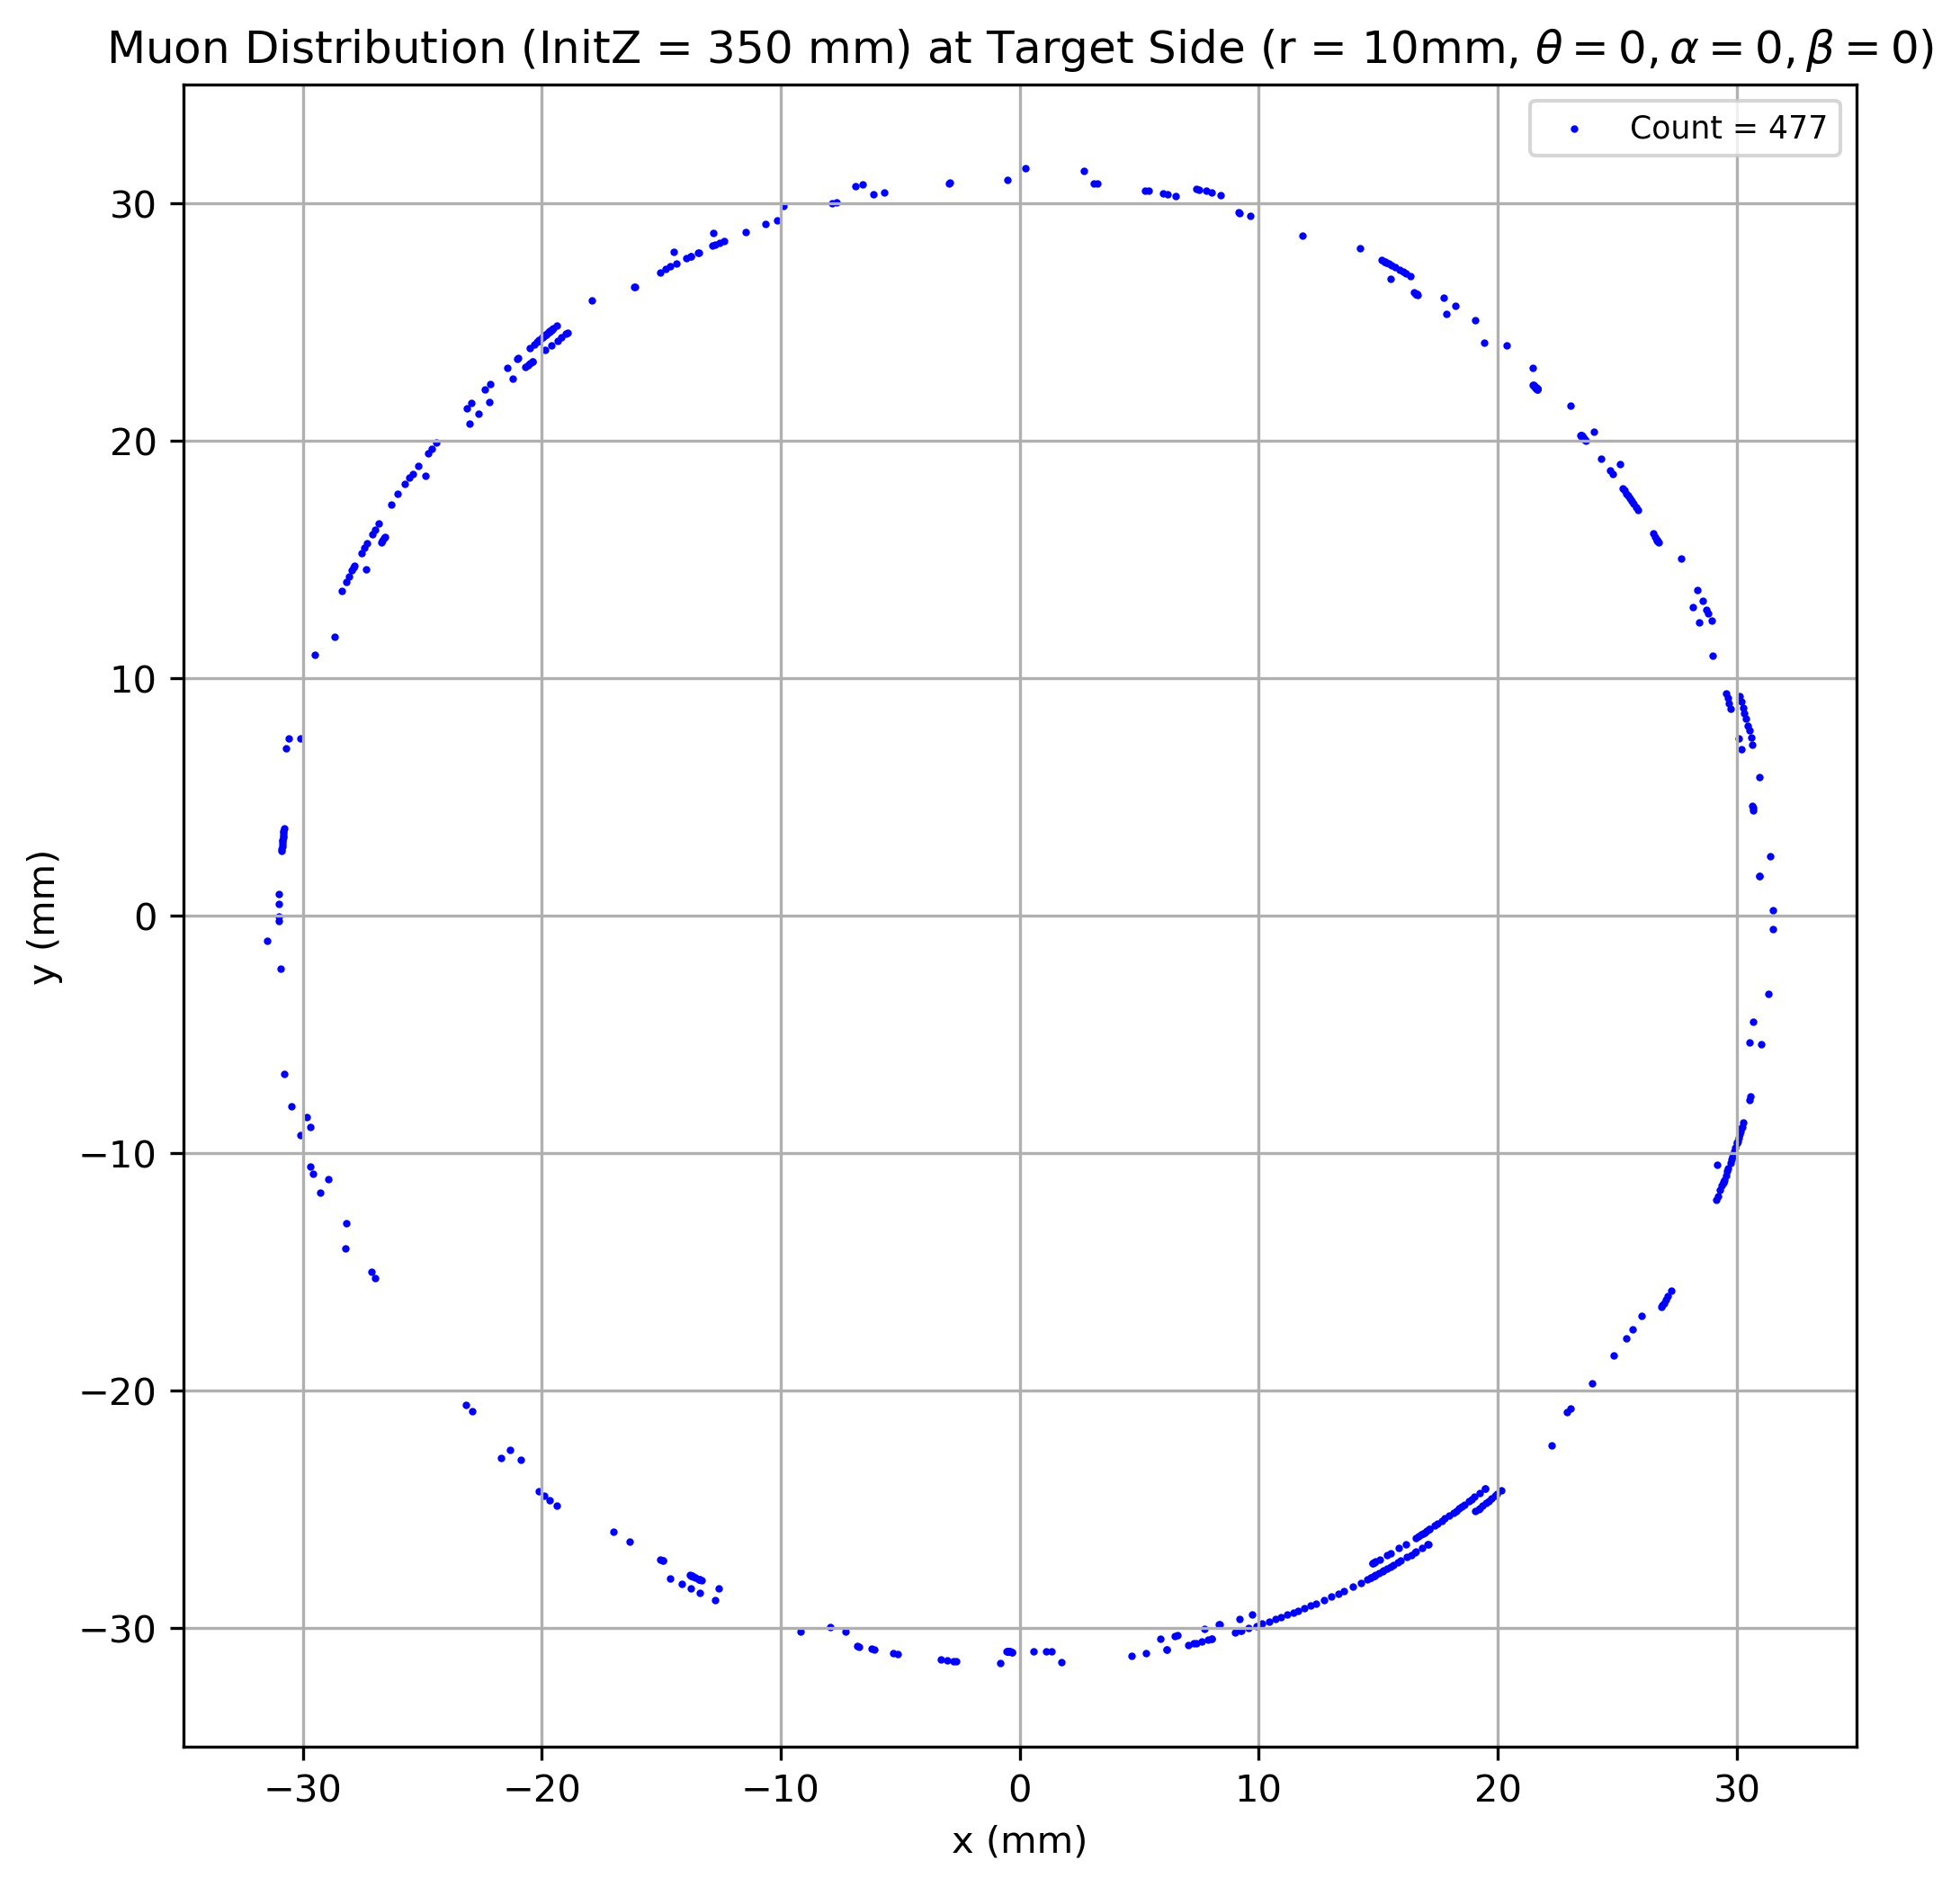 Muon Distribution (InitZ = 350 mm) at Target Side (r = 10mm, θ = 0, α = 0, β = 0)
Count = 477
30
20
10
0
−10
−20
−30
y (mm)
−30 −20 −10 0 10 20 30
x (mm)